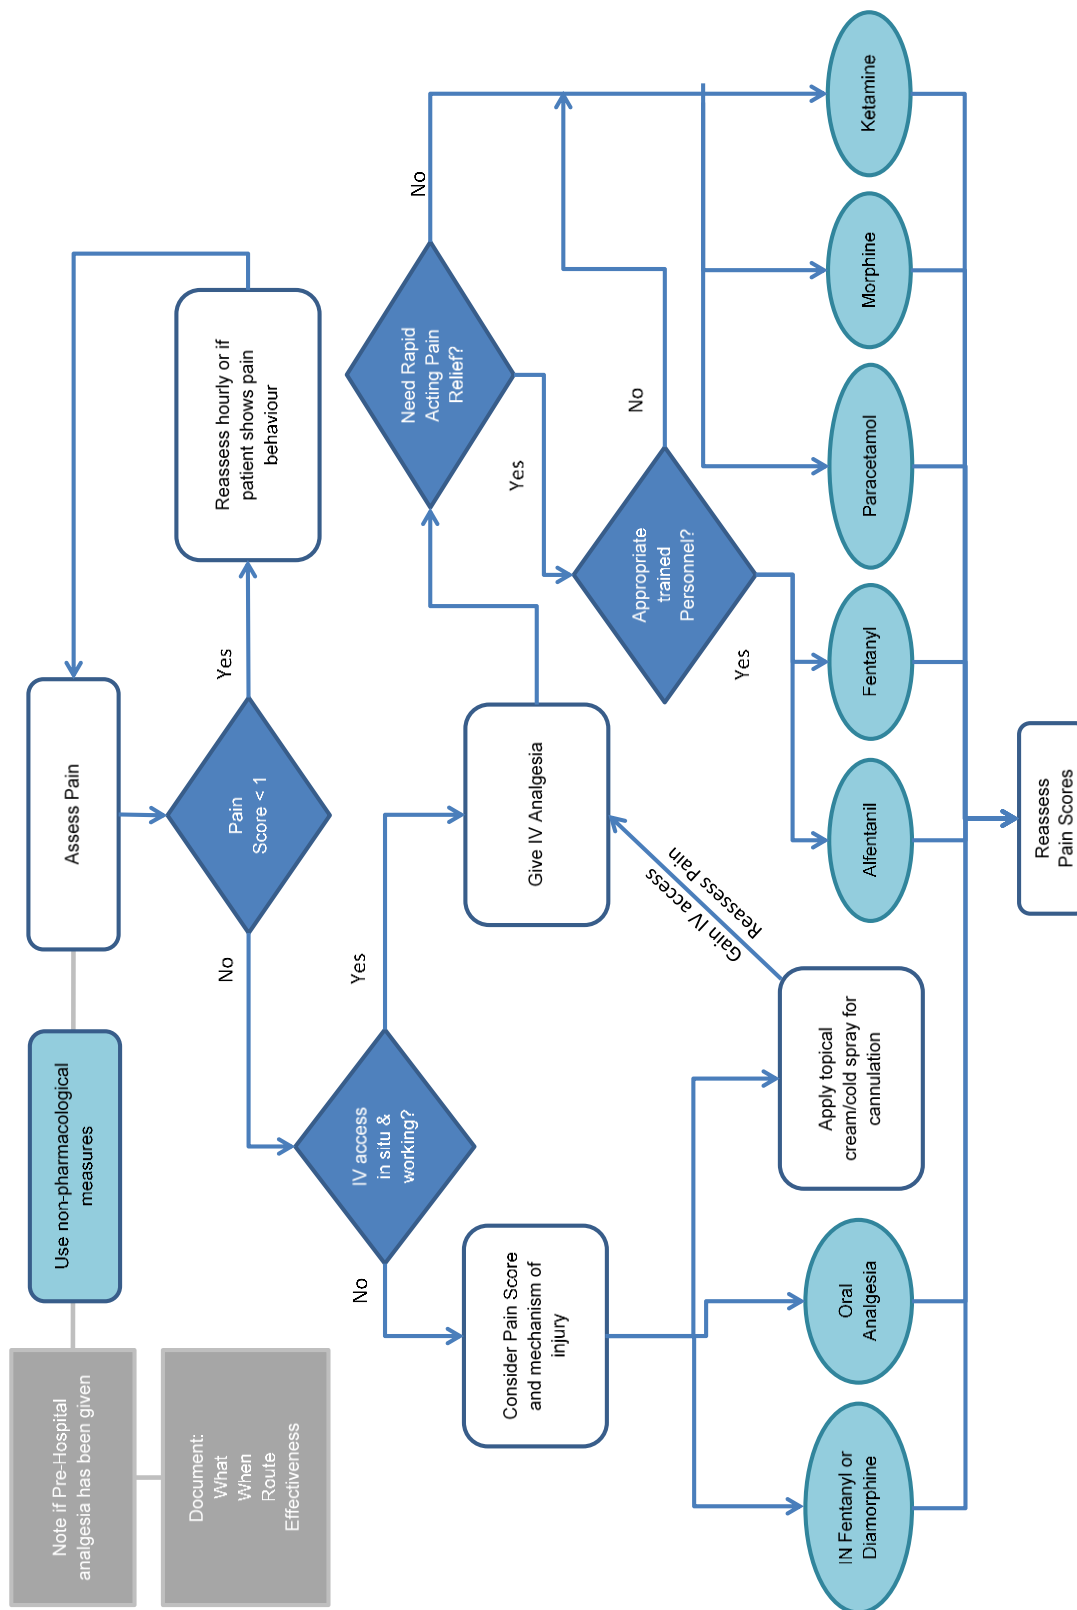 Note if Pre-Hospital
analgesia has been given
Document:
What
When
Route
Effectiveness
Use non-pharmacological
measures
Assess Pain
Pain
Score < 1
Yes
No
Reassess hourly or if
patient shows pain
behaviour
IV access
in situ &
working?
Yes
No
Consider Pain Score
and mechanism of
injury
Give IV Analgesia
Need Rapid
Acting Pain
Relief?
No
Yes
Appropriate
trained
Personnel?
No
Yes
Apply topical
cream/cold spray for
cannulation
Gain IV access
Reassess Pain
IN Fentanyl or
Diamorphine
Oral
Analgesia
Alfentanil
Fentanyl
Paracetamol
Morphine
Ketamine
Reassess
Pain Scores